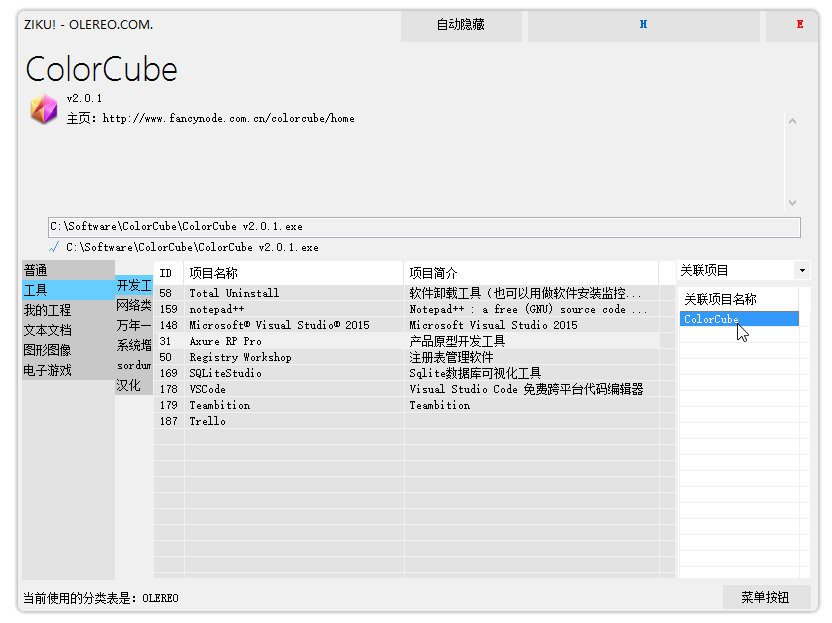 ZIKU! - OLEREO.COM.
自动隐藏
H
E
ColorCube
v2.0.1
主页：http://www.fancynode.com.cn/colorcube/home
C:\Software\ColorCube\ColorCube v2.0.1.exe
C:\Software\ColorCube\ColorCube v2.0.1.exe
普通
工具
我的工程
文本文档
图形图像
电子游戏
开发工
网络类
万年一
系统增
sordum
汉化
ID 项目名称 项目简介
58 Total Uninstall 软件卸载工具（也可以用做软件安装监控...
159 notepad++ Notepad++ : a free (GNU) source code ...
148 Microsoft® Visual Studio® 2015 Microsoft Visual Studio 2015
31 Axure RP Pro 产品原型开发工具
50 Registry Workshop 注册表管理软件
169 SQLiteStudio Sqlite数据库可视化工具
178 VSCode Visual Studio Code 免费跨平台代码编辑器
179 Teambition Teambition
187 Trello
关联项目
关联项目名称
ColorCube
当前使用的分类表是：OLEREO
菜单按钮